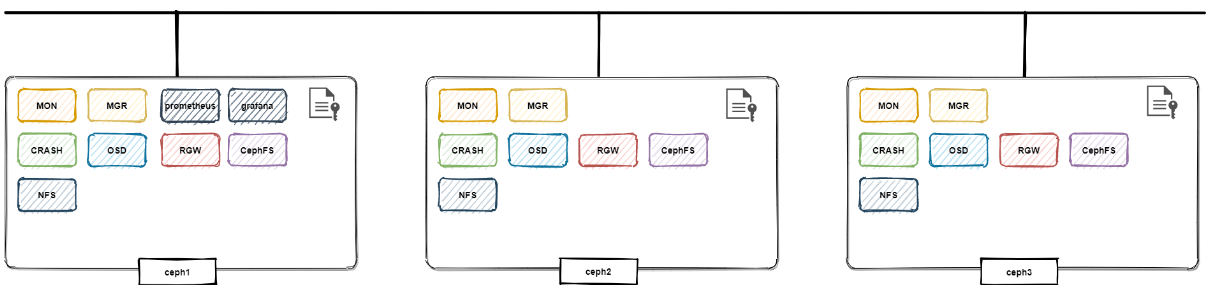 MON MGR prometheus grafana
CRASH OSD RGW CephFS
NFS
ceph1
MON MGR
CRASH OSD RGW CephFS
NFS
ceph2
MON MGR
CRASH OSD RGW CephFS
NFS
ceph3